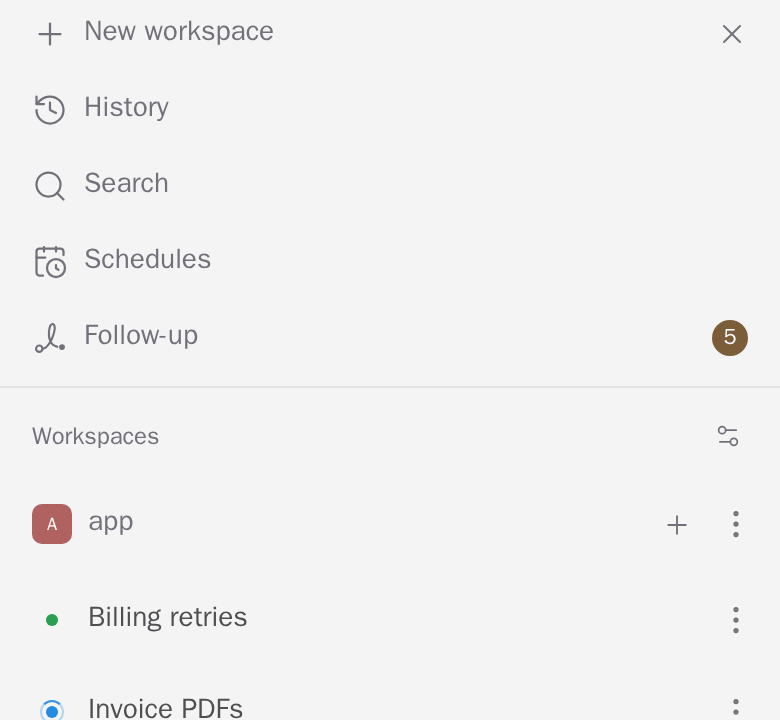 New workspace
History
Search
Schedules
Follow-up 5
Workspaces
A app
Billing retries
Invoice PDFs